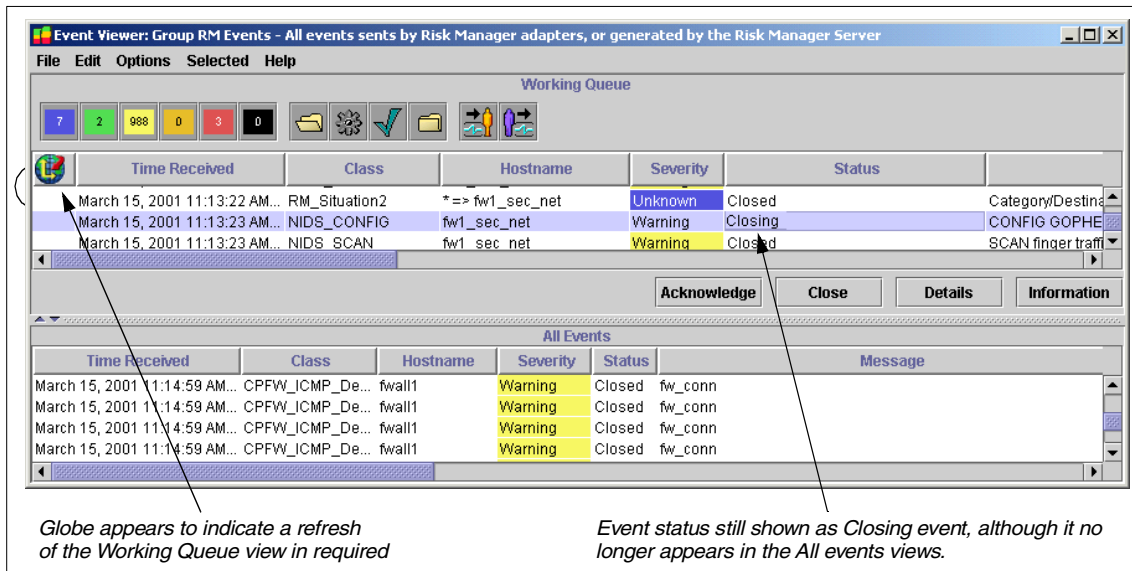 Event Viewer: Group RM Events - All events sents by Risk Manager adapters, or generated by the Risk Manager Server
File Edit Options Selected Help
Working Queue
7 2 988 0 3 0
Time Received Class Hostname Severity Status
March 15, 2001 11:13:22 AM... RM_Situation2 * => fw1_sec_net Unknown Closed Category/Destina
March 15, 2001 11:13:23 AM... NIDS_CONFIG fw1_sec_net Warning Closing CONFIG GOPHE
March 15, 2001 11:13:23 AM... NIDS_SCAN fw1_sec_net Warning Closed SCAN finger traffi
Acknowledge Close Details Information
All Events
Time Received Class Hostname Severity Status Message
March 15, 2001 11:14:59 AM... CPFW_ICMP_De... fwall1 Warning Closed fw_conn
March 15, 2001 11:14:59 AM... CPFW_ICMP_De... fwall1 Warning Closed fw_conn
March 15, 2001 11:14:59 AM... CPFW_ICMP_De... fwall1 Warning Closed fw_conn
March 15, 2001 11:14:59 AM... CPFW_ICMP_De... fwall1 Warning Closed fw_conn
Globe appears to indicate a refresh
of the Working Queue view in required
Event status still shown as Closing event, although it no
longer appears in the All events views.